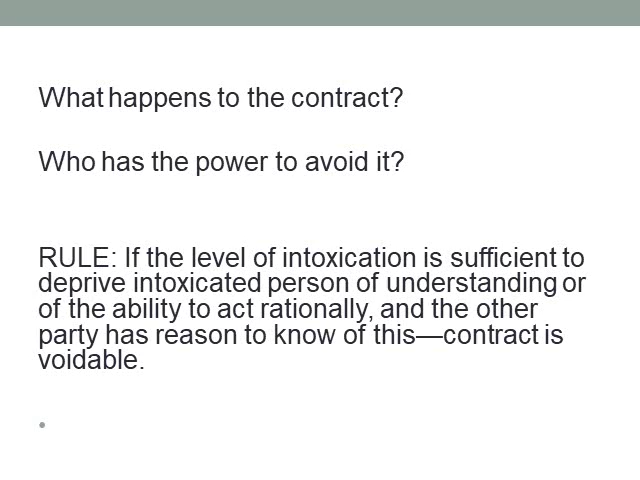 What happens to the contract?
Who has the power to avoid it?
RULE: If the level of intoxication is sufficient to
deprive intoxicated person of understanding or
of the ability to act rationally, and the other
party has reason to know of this—contract is
voidable.
•